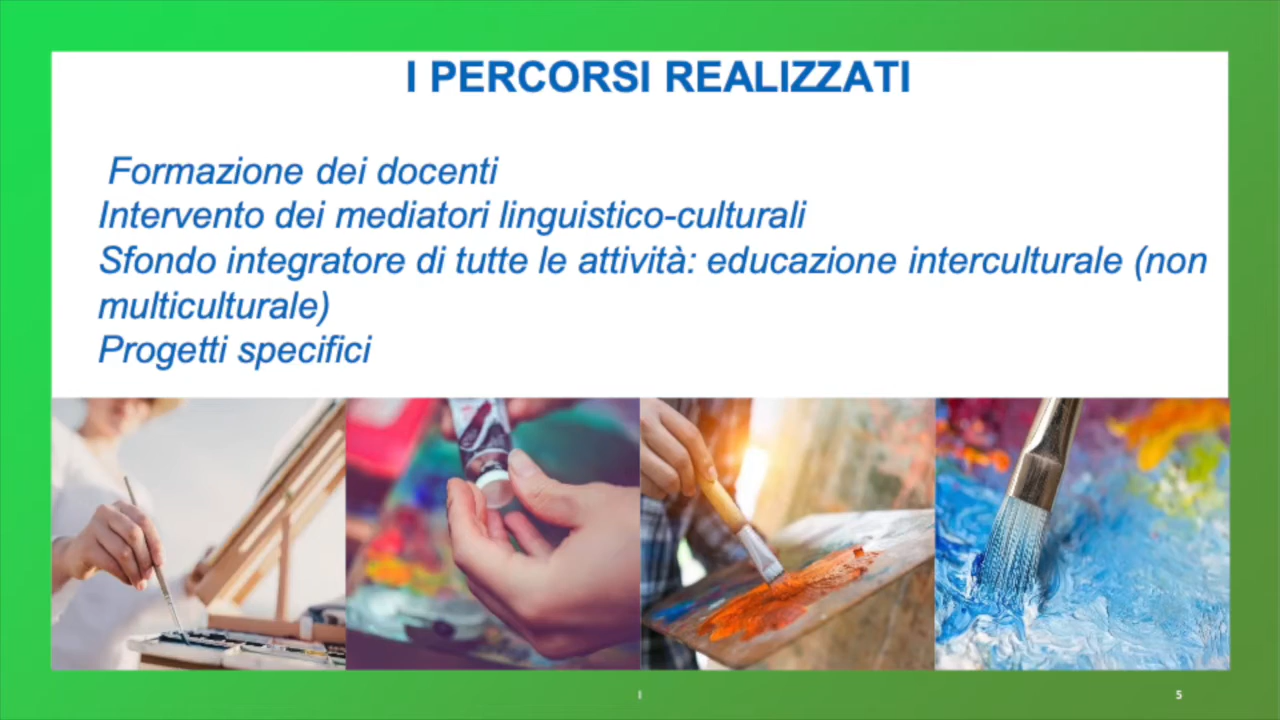 I PERCORSI REALIZZATI
Formazione dei docenti
Intervento dei mediatori linguistico-culturali
Sfondo integratore di tutte le attività: educazione interculturale (non
multiculturale)
Progetti specifici
I
5